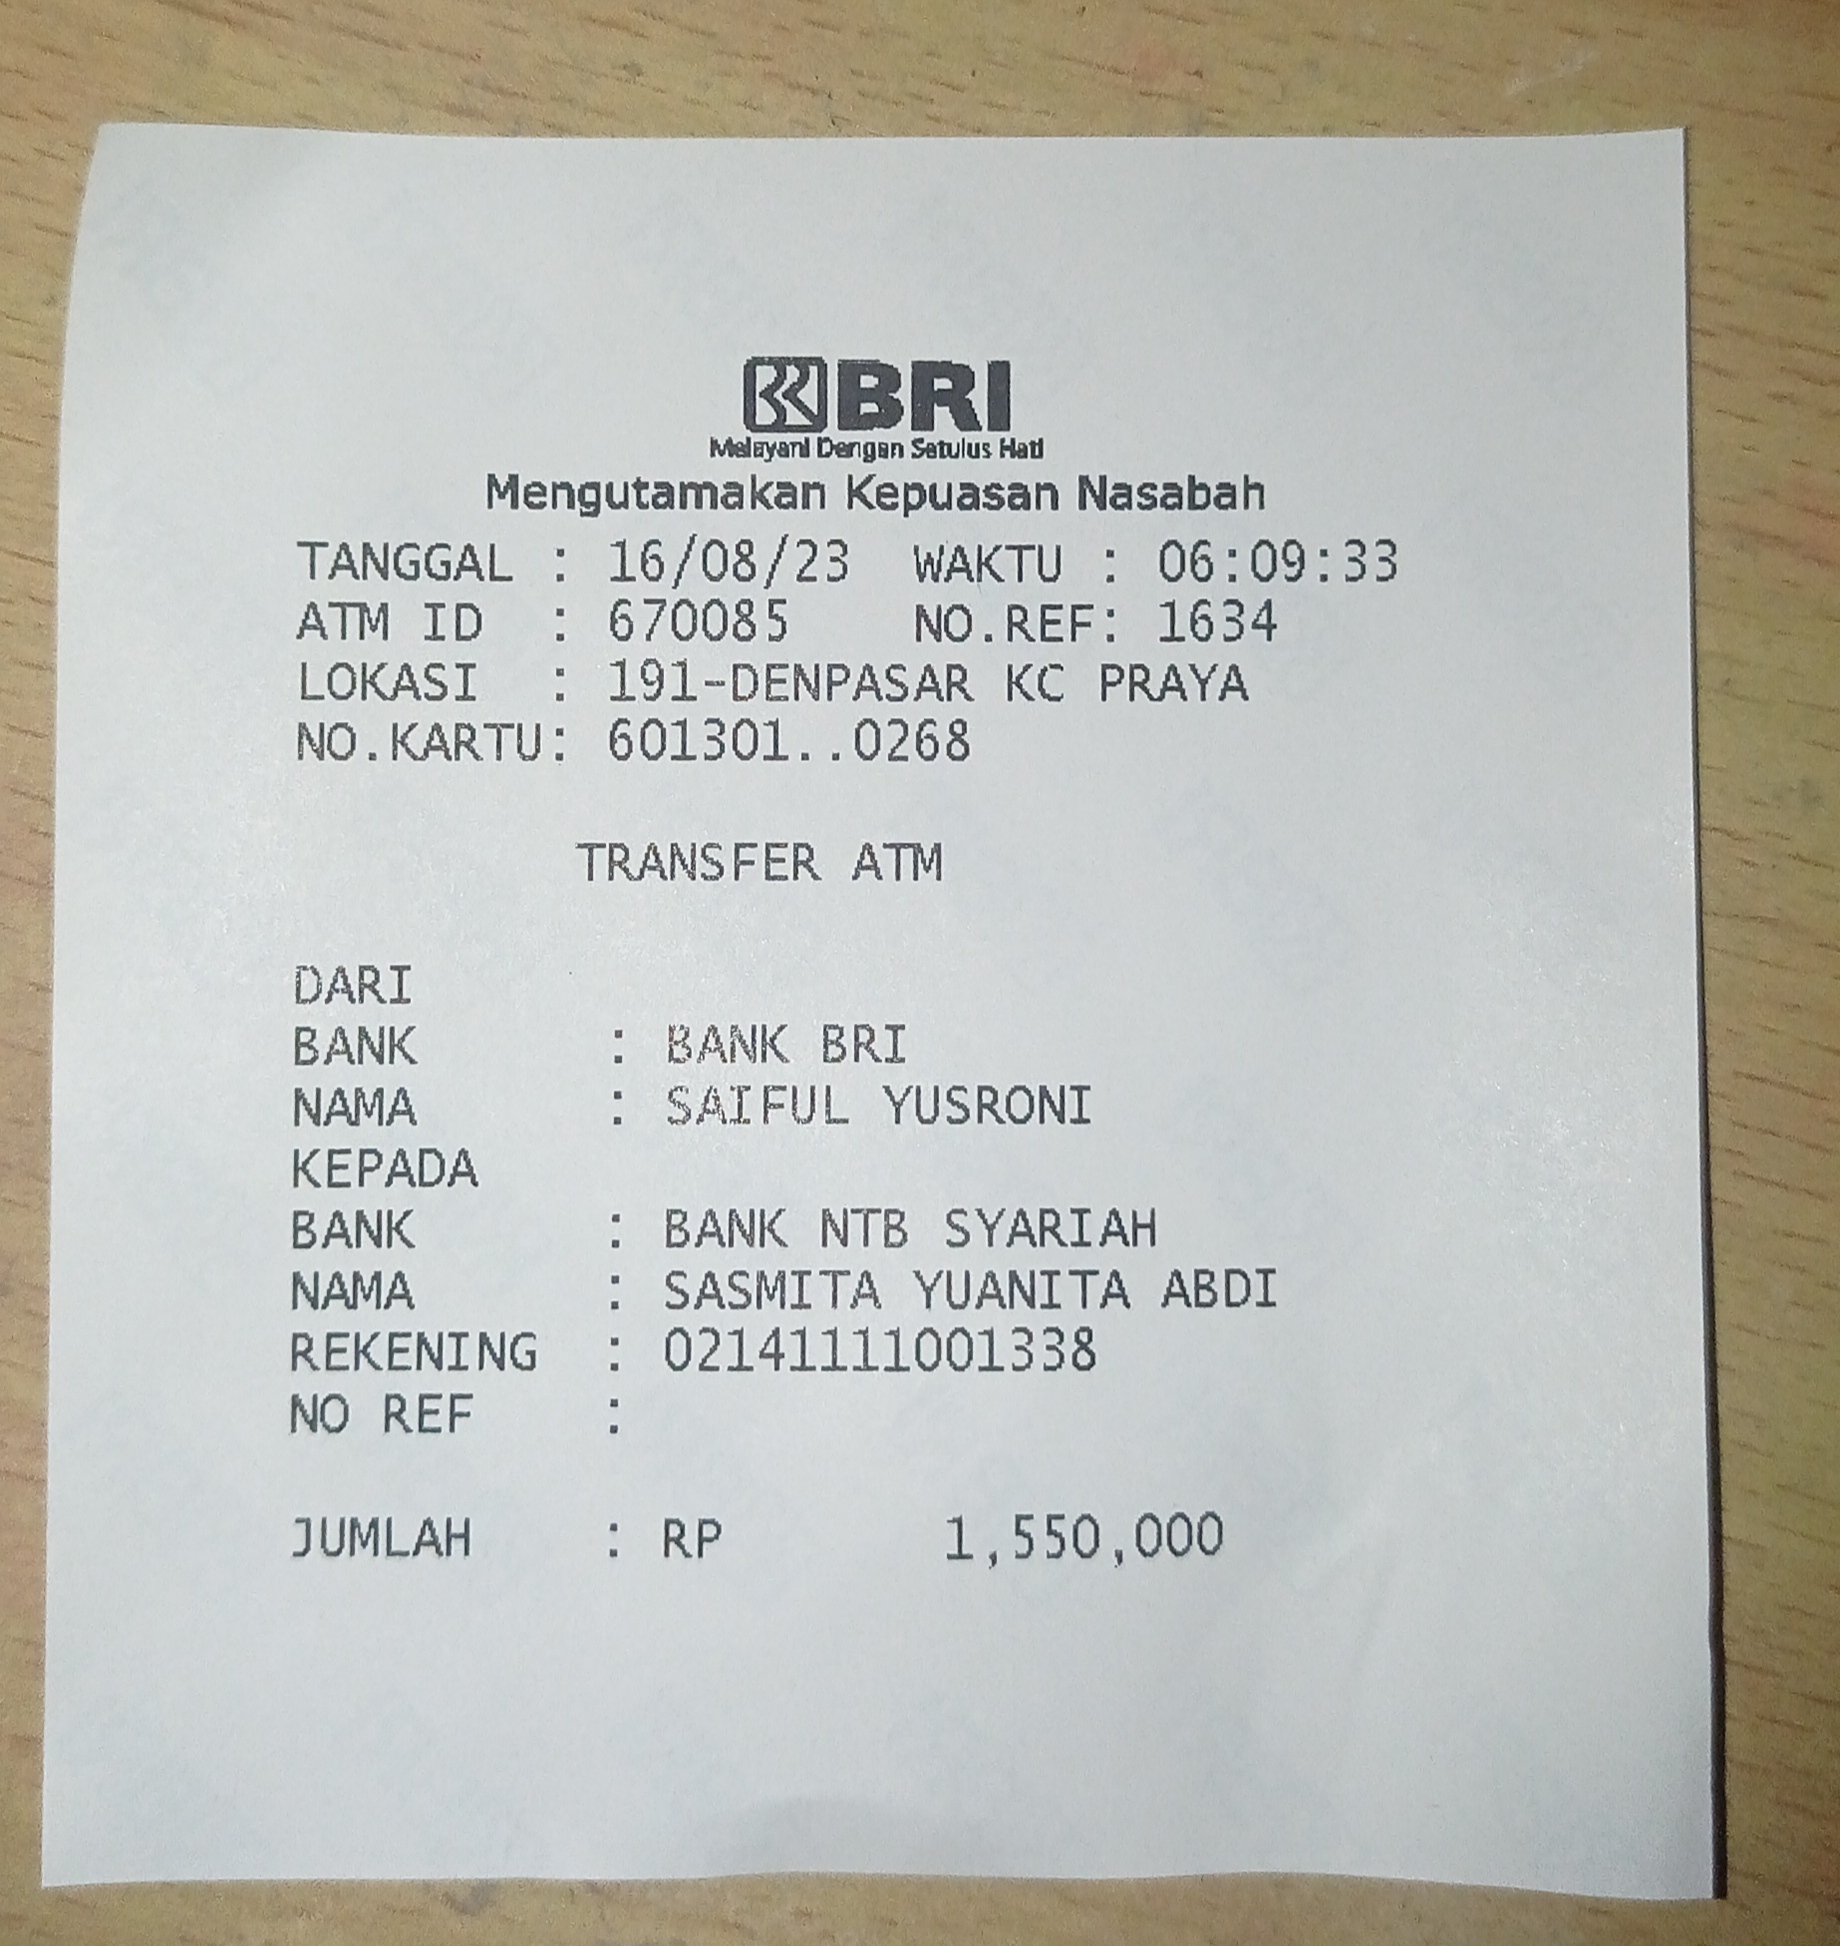 BRI
Melayani Dengan Setulus Hati
Mengutamakan Kepuasan Nasabah
TANGGAL : 16/08/23 WAKTU : 06:09:33
ATM ID : 670085 NO.REF: 1634
LOKASI : 191-DENPASAR KC PRAYA
NO.KARTU: 601301..0268
TRANSFER ATM
DARI
BANK : BANK BRI
NAMA : SAIFUL YUSRONI
KEPADA
BANK : BANK NTB SYARIAH
NAMA : SASMITA YUANITA ABDI
REKENING : 02141111001338
NO REF :
JUMLAH : RP 1,550,000